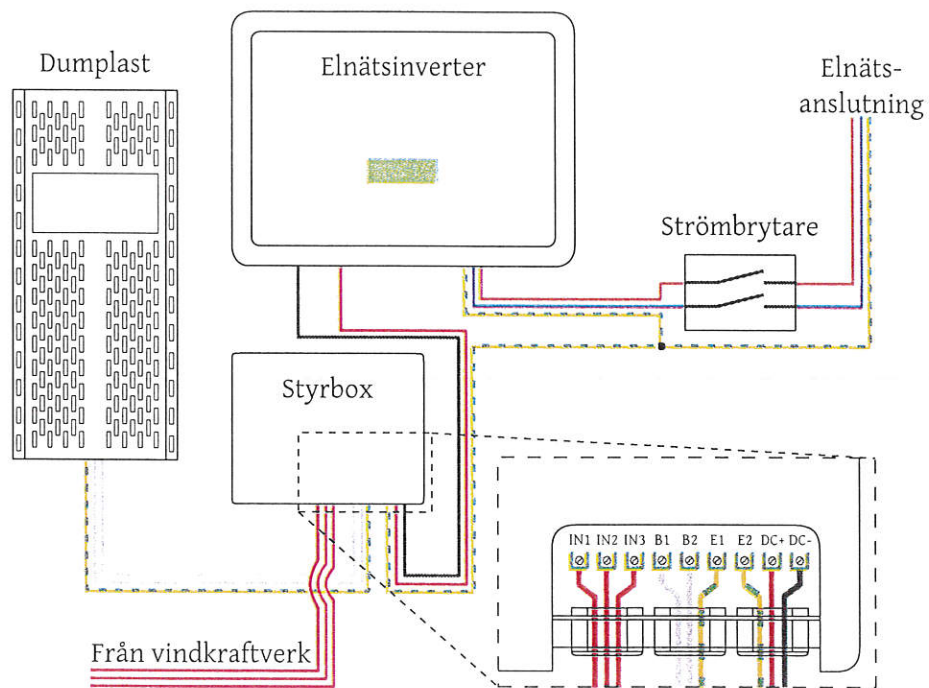 Dumplast
Elnätsinverter
Elnäts-
anslutning
Strömbrytare
Styrbox
IN1 IN2 IN3 B1 B2 E1 E2 DC+ DC-
Från vindkraftverk